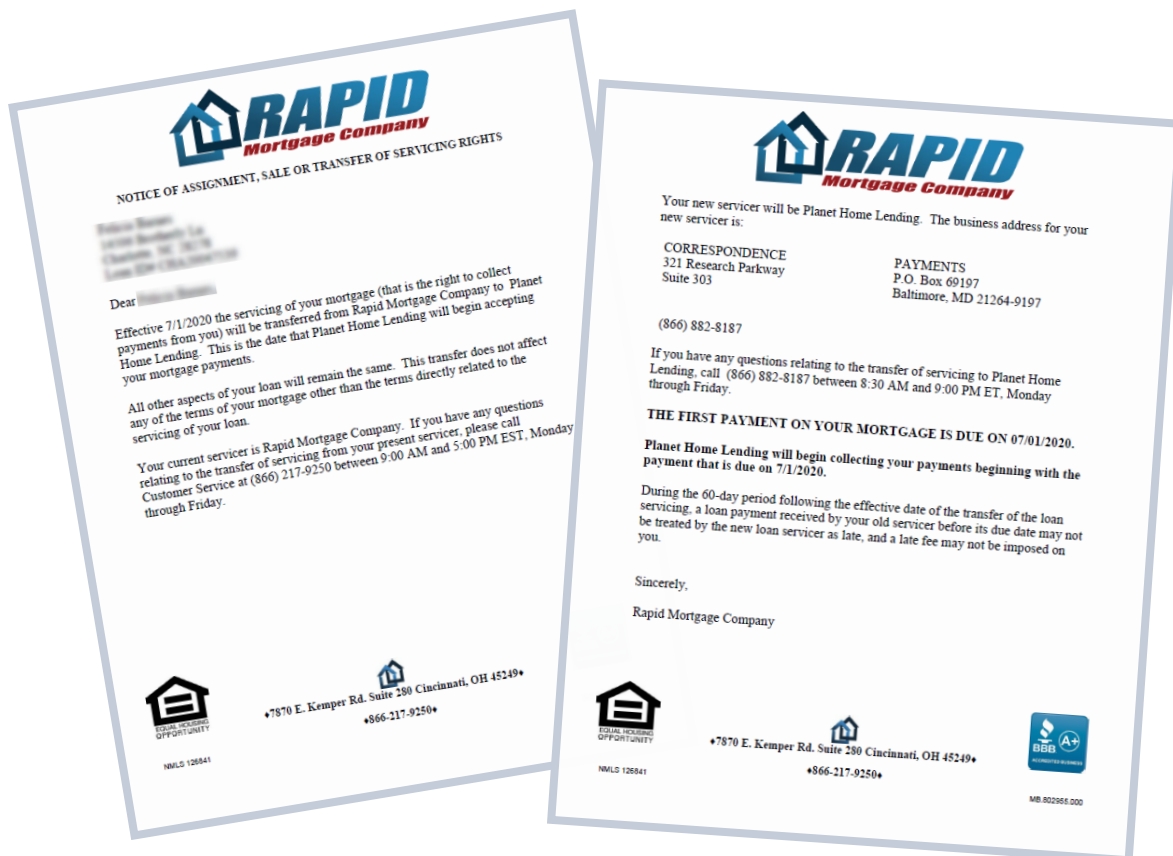 RAPID
Mortgage Company
NOTICE OF ASSIGNMENT, SALE OR TRANSFER OF SERVICING RIGHTS
Dear
Effective 7/1/2020 the servicing of your mortgage (that is the right to collect
payments from you) will be transferred from Rapid Mortgage Company to Planet
Home Lending. This is the date that Planet Home Lending will begin accepting
your mortgage payments.
All other aspects of your loan will remain the same. This transfer does not affect
any of the terms of your mortgage other than the terms directly related to the
servicing of your loan.
Your current servicer is Rapid Mortgage Company. If you have any questions
relating to the transfer of servicing from your present servicer, please call
Customer Service at (866) 217-9250 between 9:00 AM and 5:00 PM EST, Monday
through Friday.
EQUAL HOUSING
OPPORTUNITY
♦7870 E. Kemper Rd. Suite 280 Cincinnati, OH 45249♦
♦866-217-9250♦
NMLS 126841
RAPID
Mortgage Company
Your new servicer will be Planet Home Lending. The business address for your
new servicer is:
CORRESPONDENCE
321 Research Parkway
Suite 303
PAYMENTS
P.O. Box 69197
Baltimore, MD 21264-9197
(866) 882-8187
If you have any questions relating to the transfer of servicing to Planet Home
Lending, call (866) 882-8187 between 8:30 AM and 9:00 PM ET, Monday
through Friday.
THE FIRST PAYMENT ON YOUR MORTGAGE IS DUE ON 07/01/2020.
Planet Home Lending will begin collecting your payments beginning with the
payment that is due on 7/1/2020.
During the 60-day period following the effective date of the transfer of the loan
servicing, a loan payment received by your old servicer before its due date may not
be treated by the new loan servicer as late, and a late fee may not be imposed on
you.
Sincerely,
Rapid Mortgage Company
EQUAL HOUSING
OPPORTUNITY
♦7870 E. Kemper Rd. Suite 280 Cincinnati, OH 45249♦
♦866-217-9250♦
NMLS 126841
BBB
A+
ACCREDITED BUSINESS
MB.802955.000